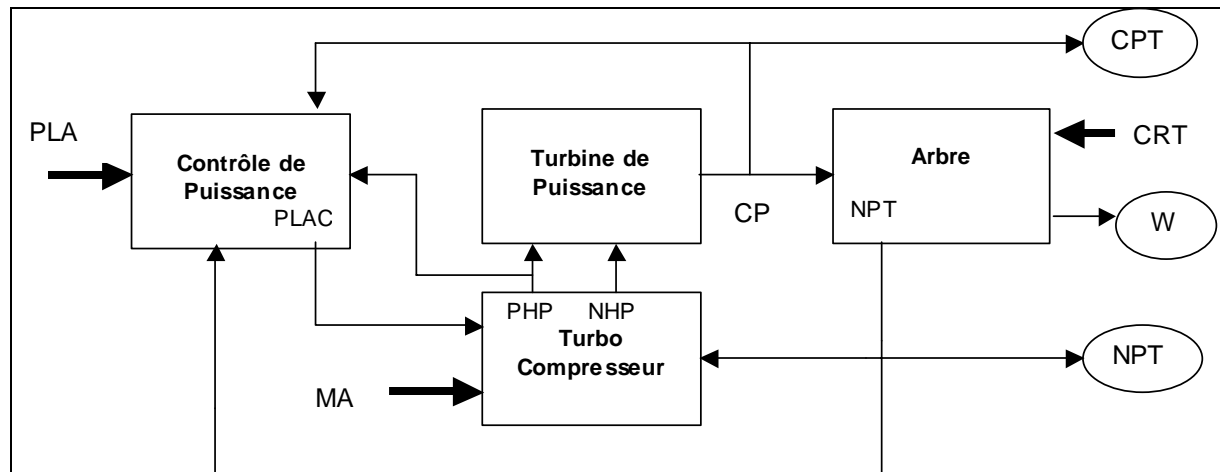 CPT
PLA
Contrôle de
Puissance
PLAC
Turbine de
Puissance
CP
Arbre
NPT
CRT
W
PHP NHP
Turbo
Compresseur
MA
NPT